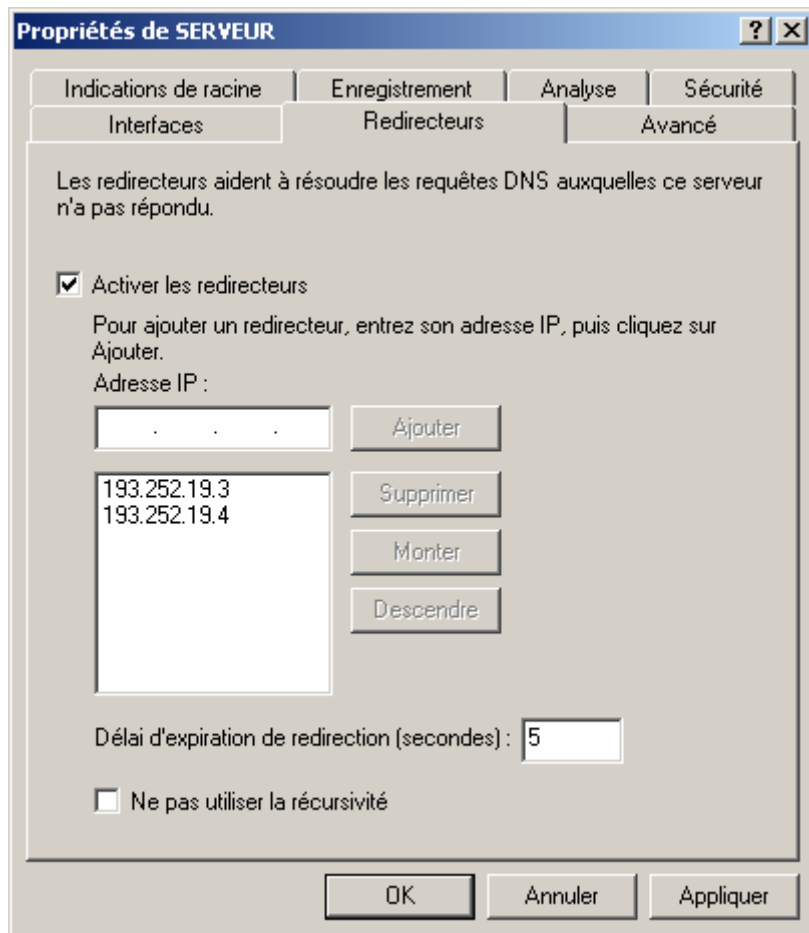 Propriétés de SERVEUR
Indications de racine Enregistrement Analyse Sécurité
Interfaces Redirecteurs Avancé
Les redirecteurs aident à résoudre les requêtes DNS auxquelles ce serveur
n'a pas répondu.
Activer les redirecteurs
Pour ajouter un redirecteur, entrez son adresse IP, puis cliquez sur
Ajouter.
Adresse IP :
. . . Ajouter
193.252.19.3
193.252.19.4
Supprimer
Monter
Descendre
Délai d'expiration de redirection (secondes) : 5
Ne pas utiliser la récursivité
OK Annuler Appliquer